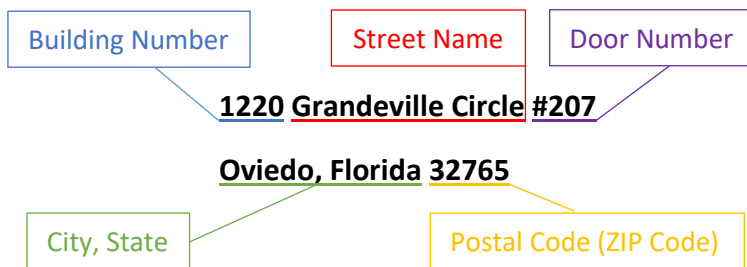 Building Number
Street Name
Door Number
1220 Grandeville Circle #207
Oviedo, Florida 32765
City, State
Postal Code (ZIP Code)